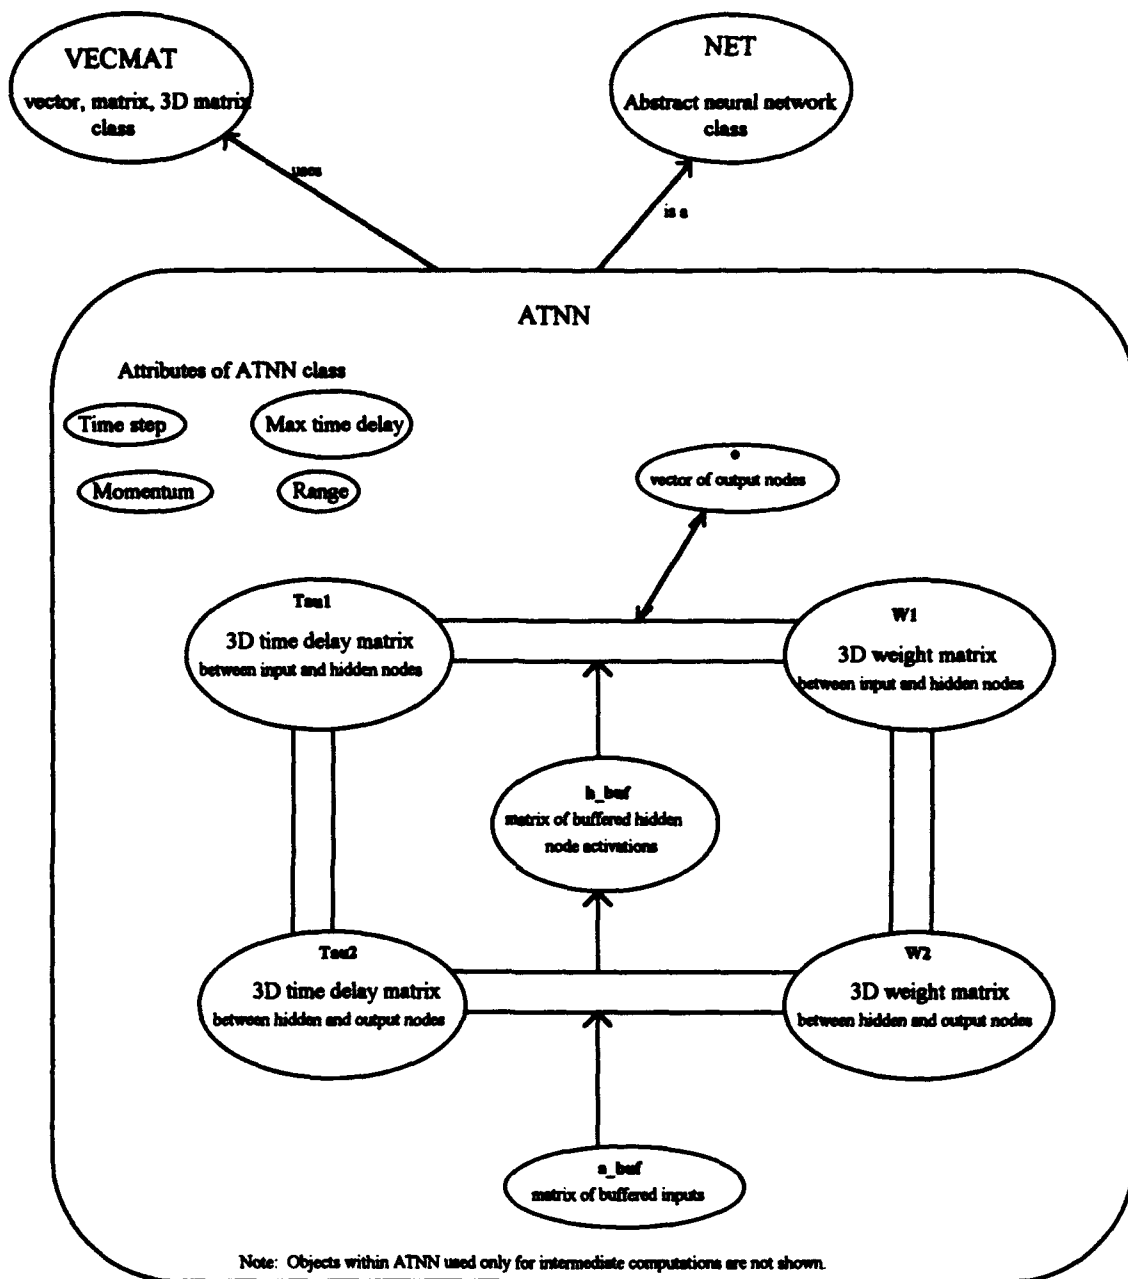 VECMAT
vector, matrix, 3D matrix
class
NET
Abstract neural network
class
uses
is a
ATNN
Attributes of ATNN class
Time step
Max time delay
Momentum
Range
vector of output nodes
Tau1
3D time delay matrix
between input and hidden nodes
W1
3D weight matrix
between input and hidden nodes
h_buf
matrix of buffered hidden
node activations
Tau2
3D time delay matrix
between hidden and output nodes
W2
3D weight matrix
between hidden and output nodes
matrix of buffered inputs
Note: Objects within ATNN used only for intermediate computations are not shown.